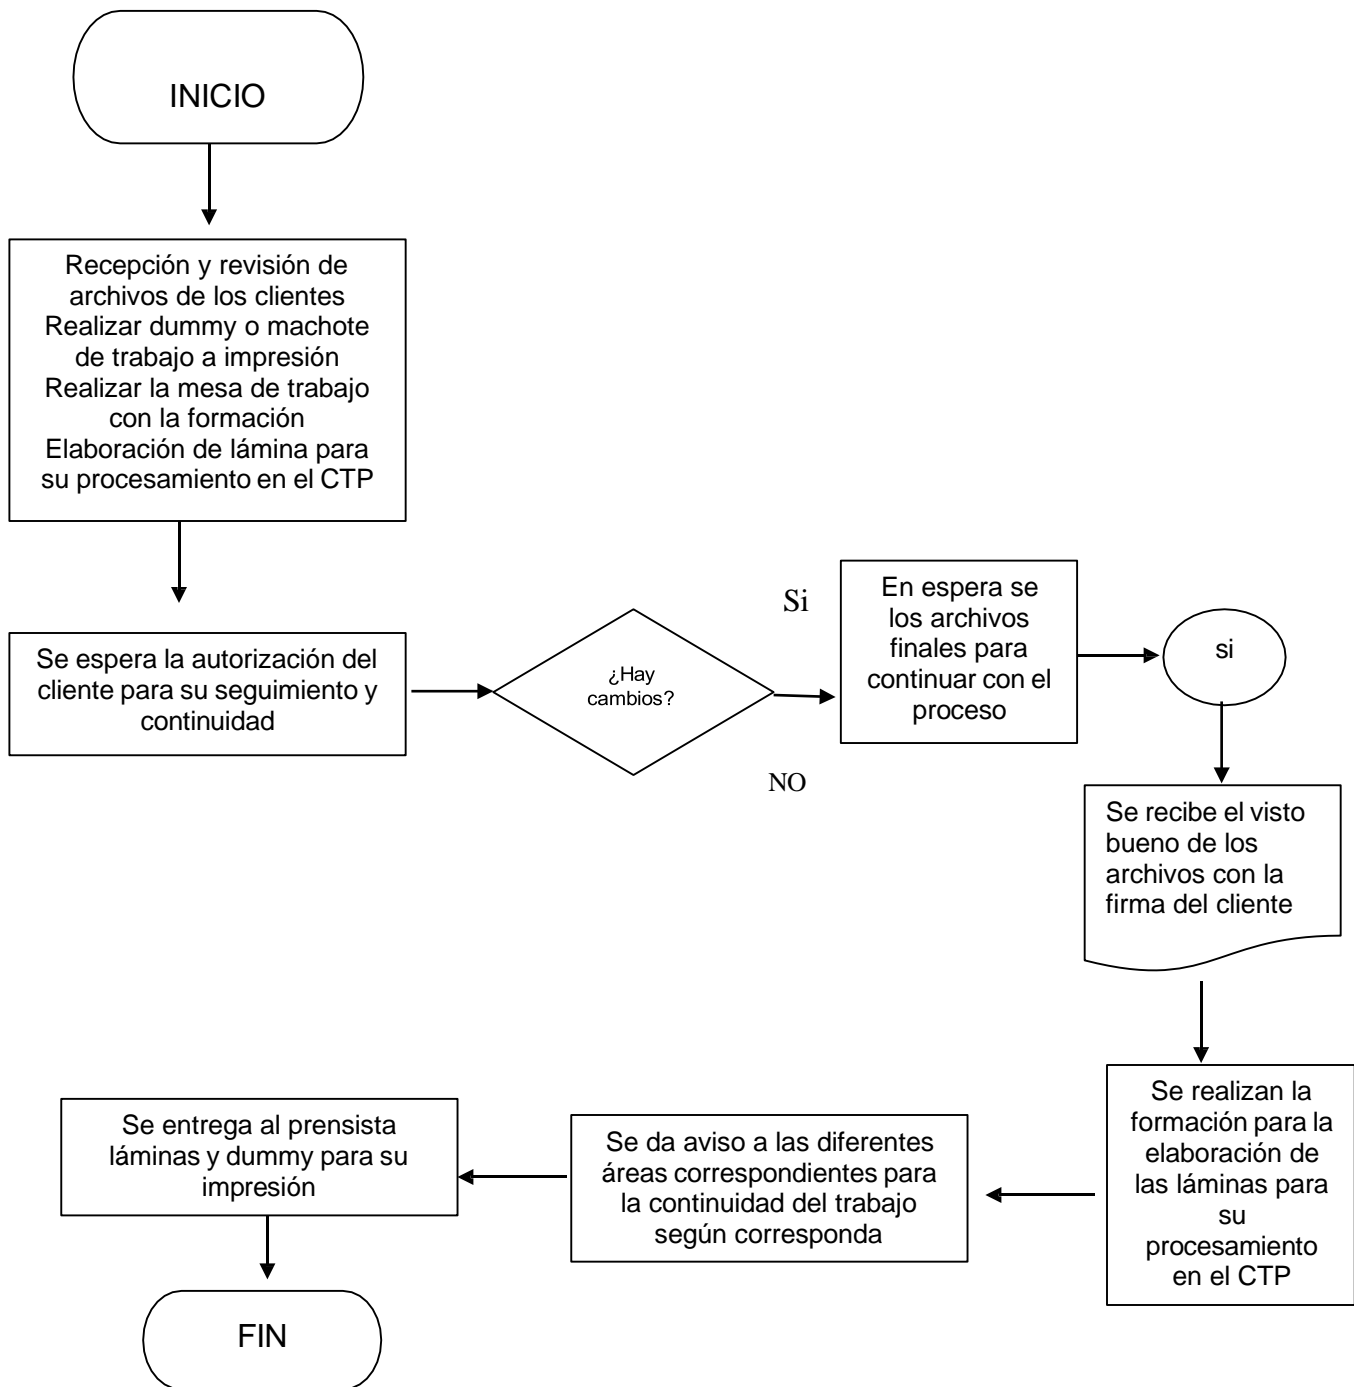 INICIO
Recepción y revisión de
archivos de los clientes
Realizar dummy o machote
de trabajo a impresión
Realizar la mesa de trabajo
con la formación
Elaboración de lámina para
su procesamiento en el CTP
Se espera la autorización del
cliente para su seguimiento y
continuidad
¿Hay
cambios?
Si
NO
En espera se
los archivos
finales para
continuar con el
proceso
si
Se recibe el visto
bueno de los
archivos con la
firma del cliente
Se realizan la
formación para la
elaboración de
las láminas para
su
procesamiento
en el CTP
Se da aviso a las diferentes
áreas correspondientes para
la continuidad del trabajo
según corresponda
Se entrega al prensista
láminas y dummy para su
impresión
FIN